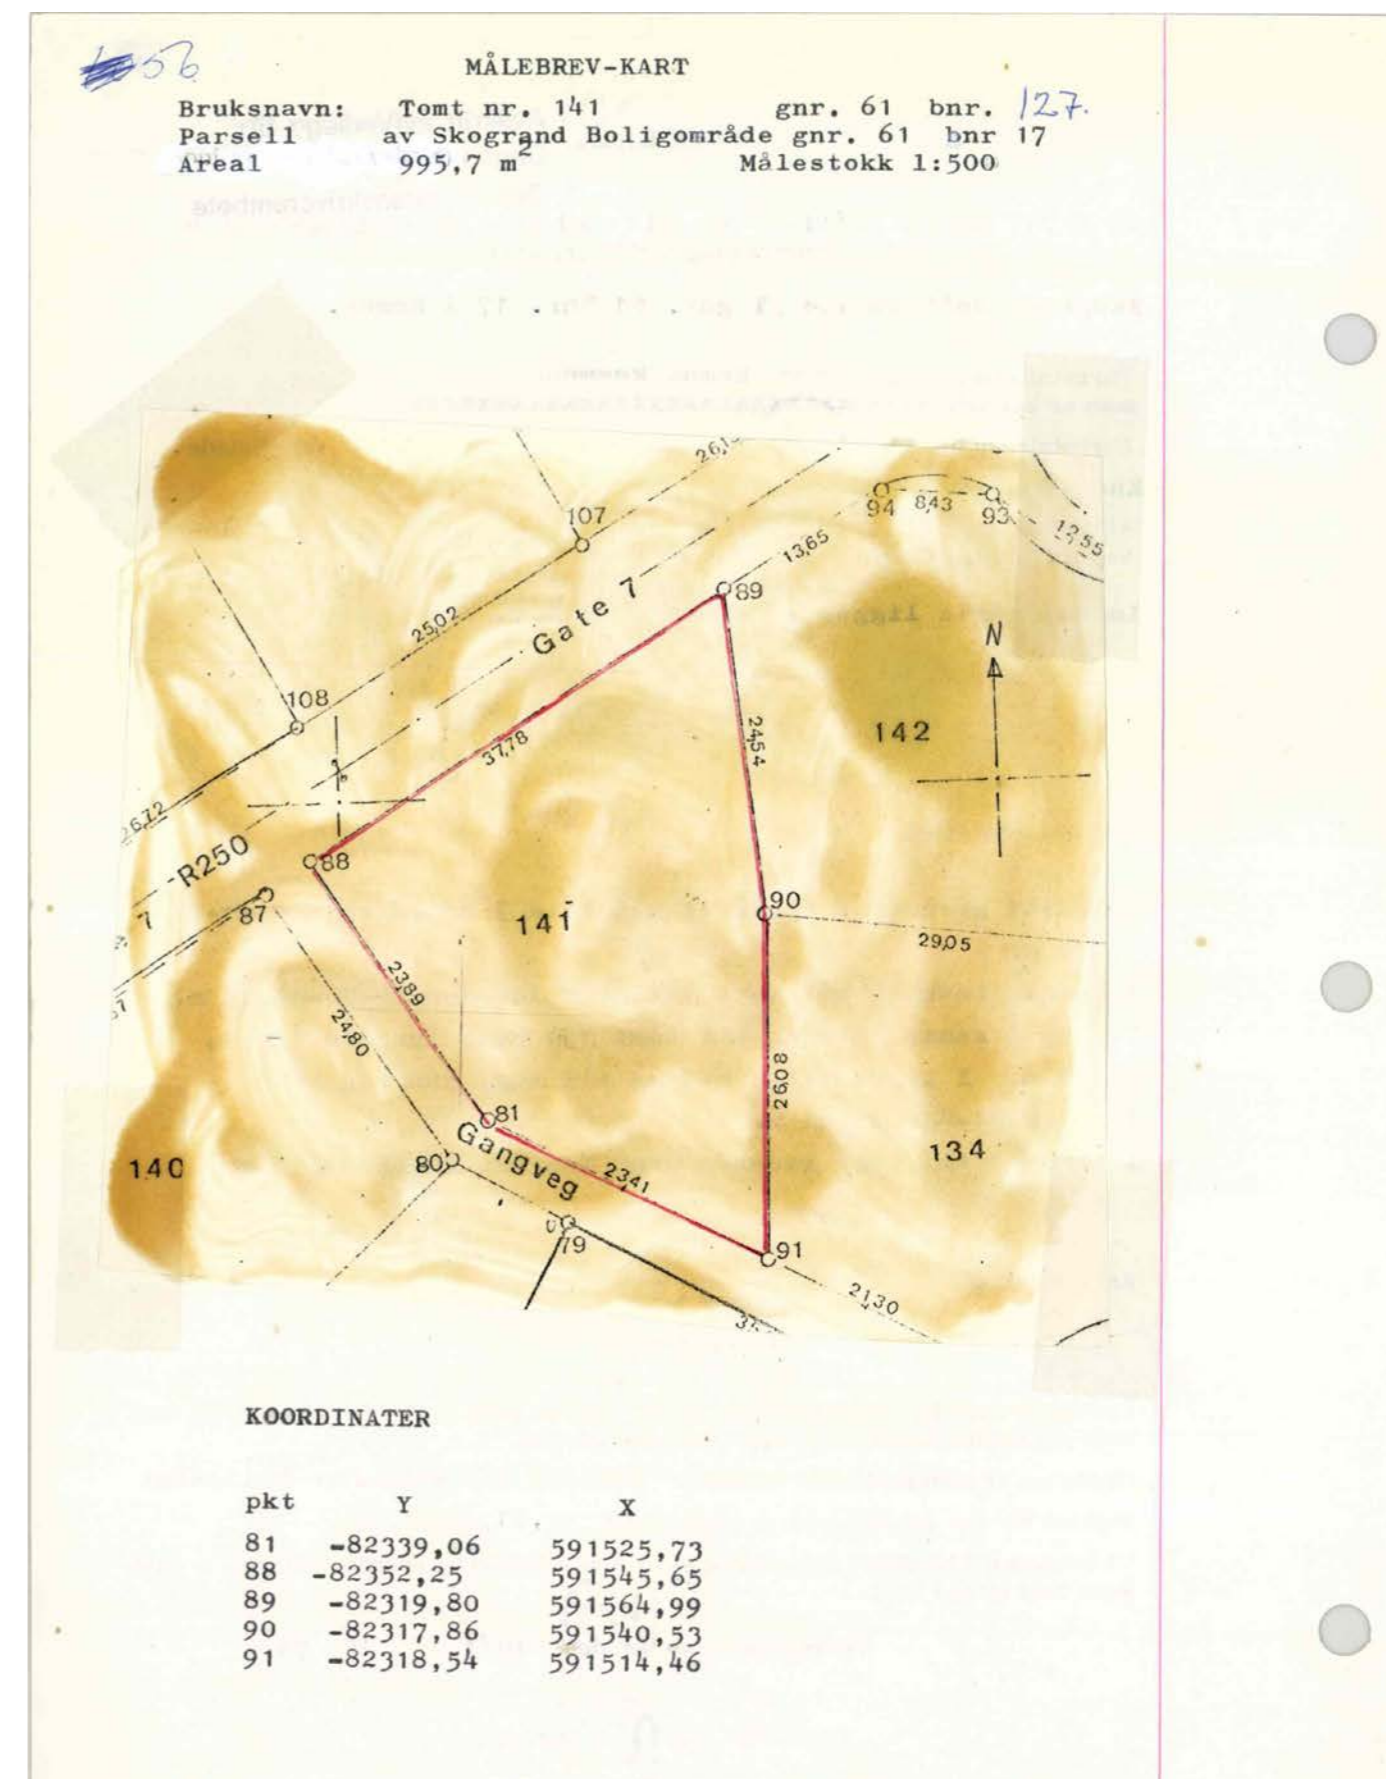 56
MÅLEBREV-KART
Bruksnavn: Tomt nr. 141 gnr. 61 bnr. 127.
Parsell av Skogrand Boligområde gnr. 61 bnr 17
Areal 995,7 m2 Målestokk 1:500
107
94 8,43 93
12,55
13,65
89
25,02
Gate 7
N
108
37,78
24,54
142
26,72
R250
88
87
7
90
141
29,05
23,89
24,80
26,08
81
Gangveg
80
23,41
134
140
79
91
21,30
KOORDINATER
pkt Y X
81 -82339,06 591525,73
88 -82352,25 591545,65
89 -82319,80 591564,99
90 -82317,86 591540,53
91 -82318,54 591514,46